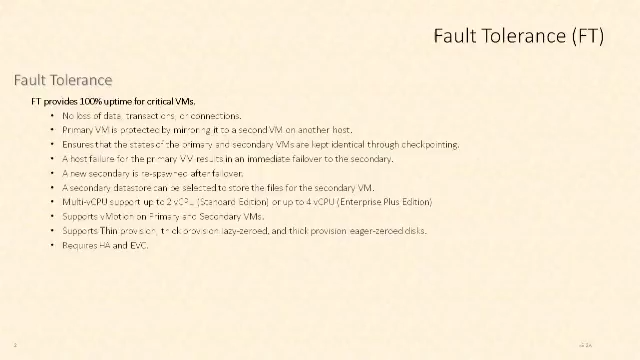 Fault Tolerance (FT)
Fault Tolerance
FT provides 100% uptime for critical VMs.
• No loss of data, transactions, or connections.
• Primary VM is protected by mirroring it to a second VM on another host.
• Ensures that the states of the primary and secondary VMs are kept identical through checkpointing.
• A host failure for the primary VM results in an immediate failover to the secondary.
• A new secondary is re-spawned after failover.
• A secondary datastore can be selected to store the files for the secondary VM.
• Multi-vCPU support up to 2 vCPU (Standard Edition) or up to 4 vCPU (Enterprise Plus Edition)
• Supports vMotion on Primary and Secondary VMs.
• Supports Thin provision, thick provision lazy-zeroed, and thick provision eager-zeroed disks.
• Requires HA and EVC.